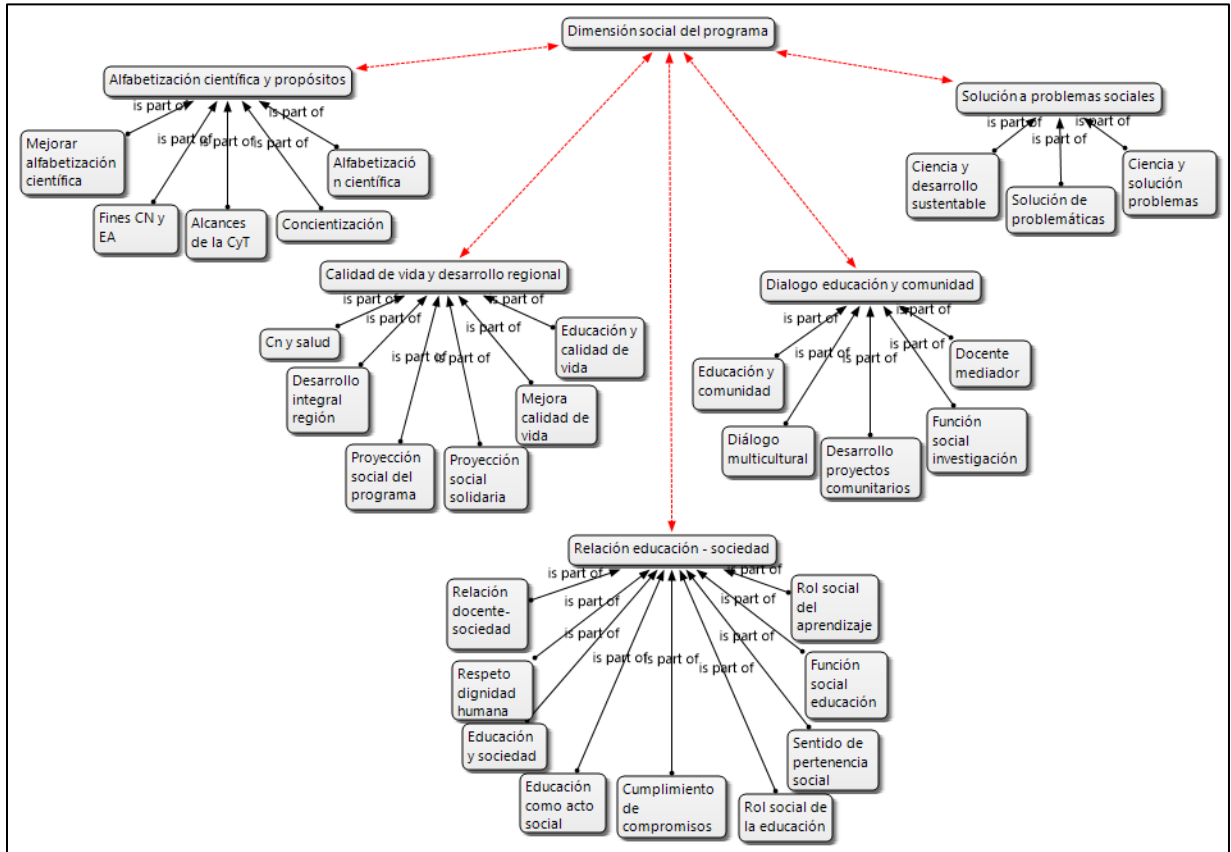 Dimensión social del programa
Alfabetización científica y propósitos
is part of
is part of
is part of
is part of
is part of
Mejorar
alfabetización
científica
Fines CN y
EA
Alcances
de la CyT
Concientización
Alfabetizació
n científica
Solución a problemas sociales
is part of
is part of
is part of
Ciencia y
desarrollo
sustentable
Solución de
problemáticas
Ciencia y
solución
problemas
Calidad de vida y desarrollo regional
is part of
is part of
is part of
is part of
is part of
is part of
Cn y salud
Desarrollo
integral
región
Proyección
social del
programa
Proyección
social
solidaria
Mejora
calidad de
vida
Educación y
calidad de
vida
Dialogo educación y comunidad
is part of
is part of
is part of
is part of
is part of
Educación y
comunidad
Diálogo
multicultural
Desarrollo
proyectos
comunitarios
Función
social
investigación
Docente
mediador
Relación educación - sociedad
is part of
is part of
is part of
is part of
is part of
is part of
is part of
is part of
is part of
Relación
docente-
sociedad
Respeto
dignidad
humana
Educación
y sociedad
Educación
como acto
social
Cumplimiento
de
compromisos
Rol social de
la educación
Sentido de
pertenencia
social
Función
social
educación
Rol social
del
aprendizaje